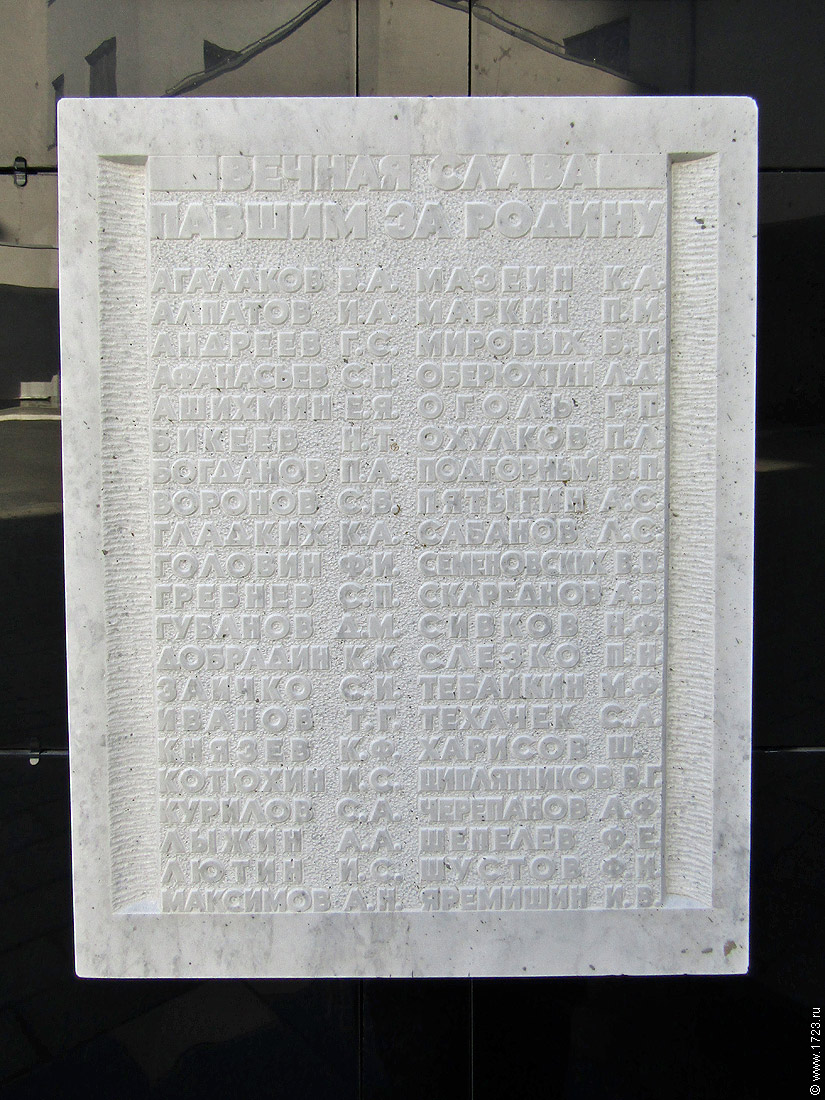 ВЕЧНАЯ СЛАВА
ПАВШИМ ЗА РОДИНУ
АГАЛАКОВ В.А. МАЗЕИН К.А.
АЛПАТОВ И.А. МАРКИН П.М.
АНДРЕЕВ Г.С. МИРОВЫХ В.И.
АФАНАСЬЕВ С.Н. ОБЕРЮХТИН Л.Д.
АШИХМИН Е.Я. ОГОЛЬ Г.П.
БИКЕЕВ Н.Т. ОХУЛКОВ П.Л.
БОГДАНОВ П.А. ПОДГОРНЫЙ В.П.
ВОРОНОВ С.В. ПЯТЫГИН А.С.
ГЛАДКИХ К.А. САБАНОВ Л.С.
ГОЛОВИН Ф.И. СЕМЕНОВСКИХ В.В.
ГРЕБНЕВ С.П. СКАРЕДНОВ А.В.
ГУБАНОВ Д.М. СИВКОВ Н.Ф.
ДОБРАДИН К.К. СЛЕЗКО П.Н.
ЗАИЧКО С.И. ТЕБАЙКИН М.Ф.
ИВАНОВ Т.Г. ТЕХАЧЕК С.А.
КНЯЗЕВ К.Ф. ХАРИСОВ Ш.
КОТЮХИН И.С. ЦИПЛЯТНИКОВ В.Г.
КУРИЛОВ С.А. ЧЕРЕПАНОВ А.Ф.
ЛЫЖИН А.А. ШЕПЕЛЕВ Ф.Е.
ЛЮТИН И.С. ШУСТОВ Ф.И.
МАКСИМОВ А.Н. ЯРЕМИШИН И.В.
© www.1723.ru